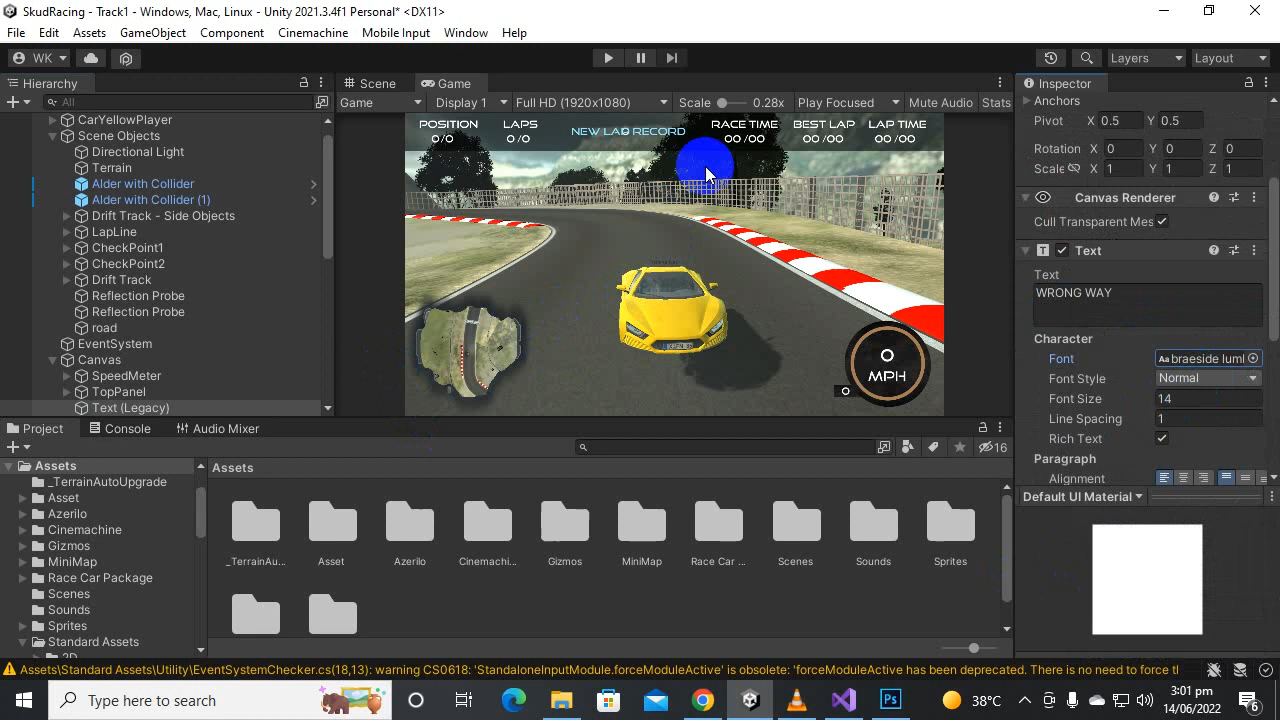 SkudRacing - Track1 - Windows, Mac, Linux - Unity 2021.3.4f1 Personal* <DX11>
File Edit Assets GameObject Component Cinemachine Mobile Input Window Help
WK Layers Layout
Hierarchy Scene Game Inspector
All Game Display 1 Full HD (1920x1080) Scale 0.28x Play Focused Mute Audio Stats Anchors
CarYellowPlayer
Scene Objects
Directional Light
Terrain
Alder with Collider
Alder with Collider (1)
Drift Track - Side Objects
LapLine
CheckPoint1
CheckPoint2
Drift Track
Reflection Probe
Reflection Probe
road
EventSystem
Canvas
SpeedMeter
TopPanel
Text (Legacy)
POSITION LAPS NEW LAP RECORD RACE TIME BEST LAP LAP TIME
0/0 0/0 00 /00 00 /00 00 /00
0
MPH
0
Pivot X 0.5 Y 0.5
Rotation X 0 Y 0 Z 0
Scale X 1 Y 1 Z 1
Canvas Renderer
Cull Transparent Mes
T Text
Text
WRONG WAY
Character
Font Aa braeside luml
Font Style Normal
Font Size 14
Line Spacing 1
Rich Text
Paragraph
Alignment
Default UI Material
Project Console Audio Mixer
16
Assets
_TerrainAutoUpgrade
Asset
Azerilo
Cinemachine
Gizmos
MiniMap
Race Car Package
Scenes
Sounds
Sprites
Standard Assets
2D
Assets
_TerrainAu... Asset Azerilo Cinemachi... Gizmos MiniMap Race Car ... Scenes Sounds Sprites
Assets\Standard Assets\Utility\EventSystemChecker.cs(18,13): warning CS0618: 'StandaloneInputModule.forceModuleActive' is obsolete: 'forceModuleActive has been deprecated. There is no need to force tl
Type here to search Ps 38°C 3:01 pm
14/06/2022 6